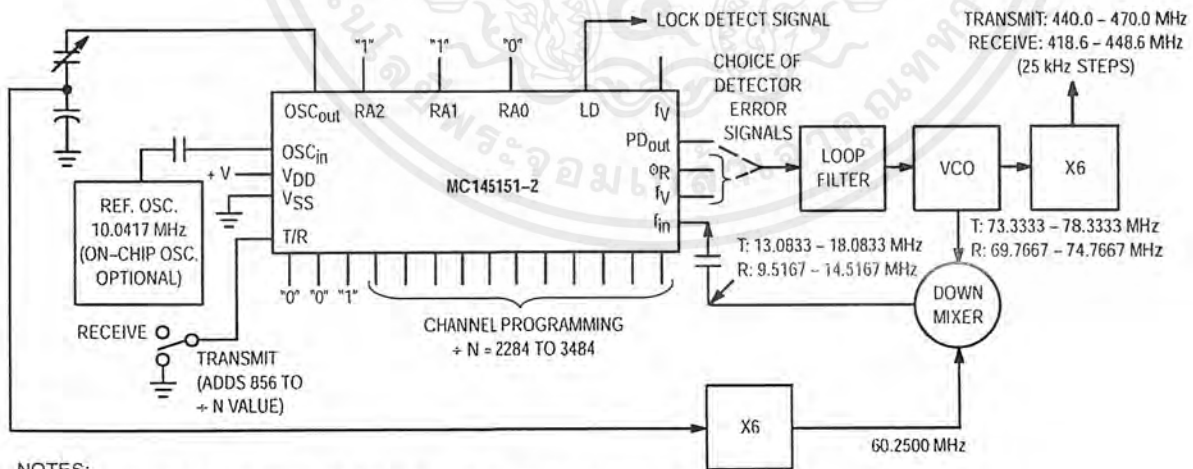 LOCK DETECT SIGNAL
TRANSMIT: 440.0 – 470.0 MHz
RECEIVE: 418.6 – 448.6 MHz
(25 kHz STEPS)
"1"
"1"
"0"
CHOICE OF
DETECTOR
ERROR
SIGNALS
OSCout RA2 RA1 RA0 LD fV
OSCin
VDD
VSS
T/R
+ V
MC145151–2
PDout
ΦR
fV
fin
LOOP
FILTER
VCO
X6
REF. OSC.
10.0417 MHz
(ON–CHIP OSC.
OPTIONAL)
T: 13.0833 – 18.0833 MHz
R: 9.5167 – 14.5167 MHz
T: 73.3333 – 78.3333 MHz
R: 69.7667 – 74.7667 MHz
DOWN
MIXER
"0" "0" "1"
CHANNEL PROGRAMMING
÷ N = 2284 TO 3484
RECEIVE
TRANSMIT
(ADDS 856 TO
÷ N VALUE)
X6
60.2500 MHz
NOTES: